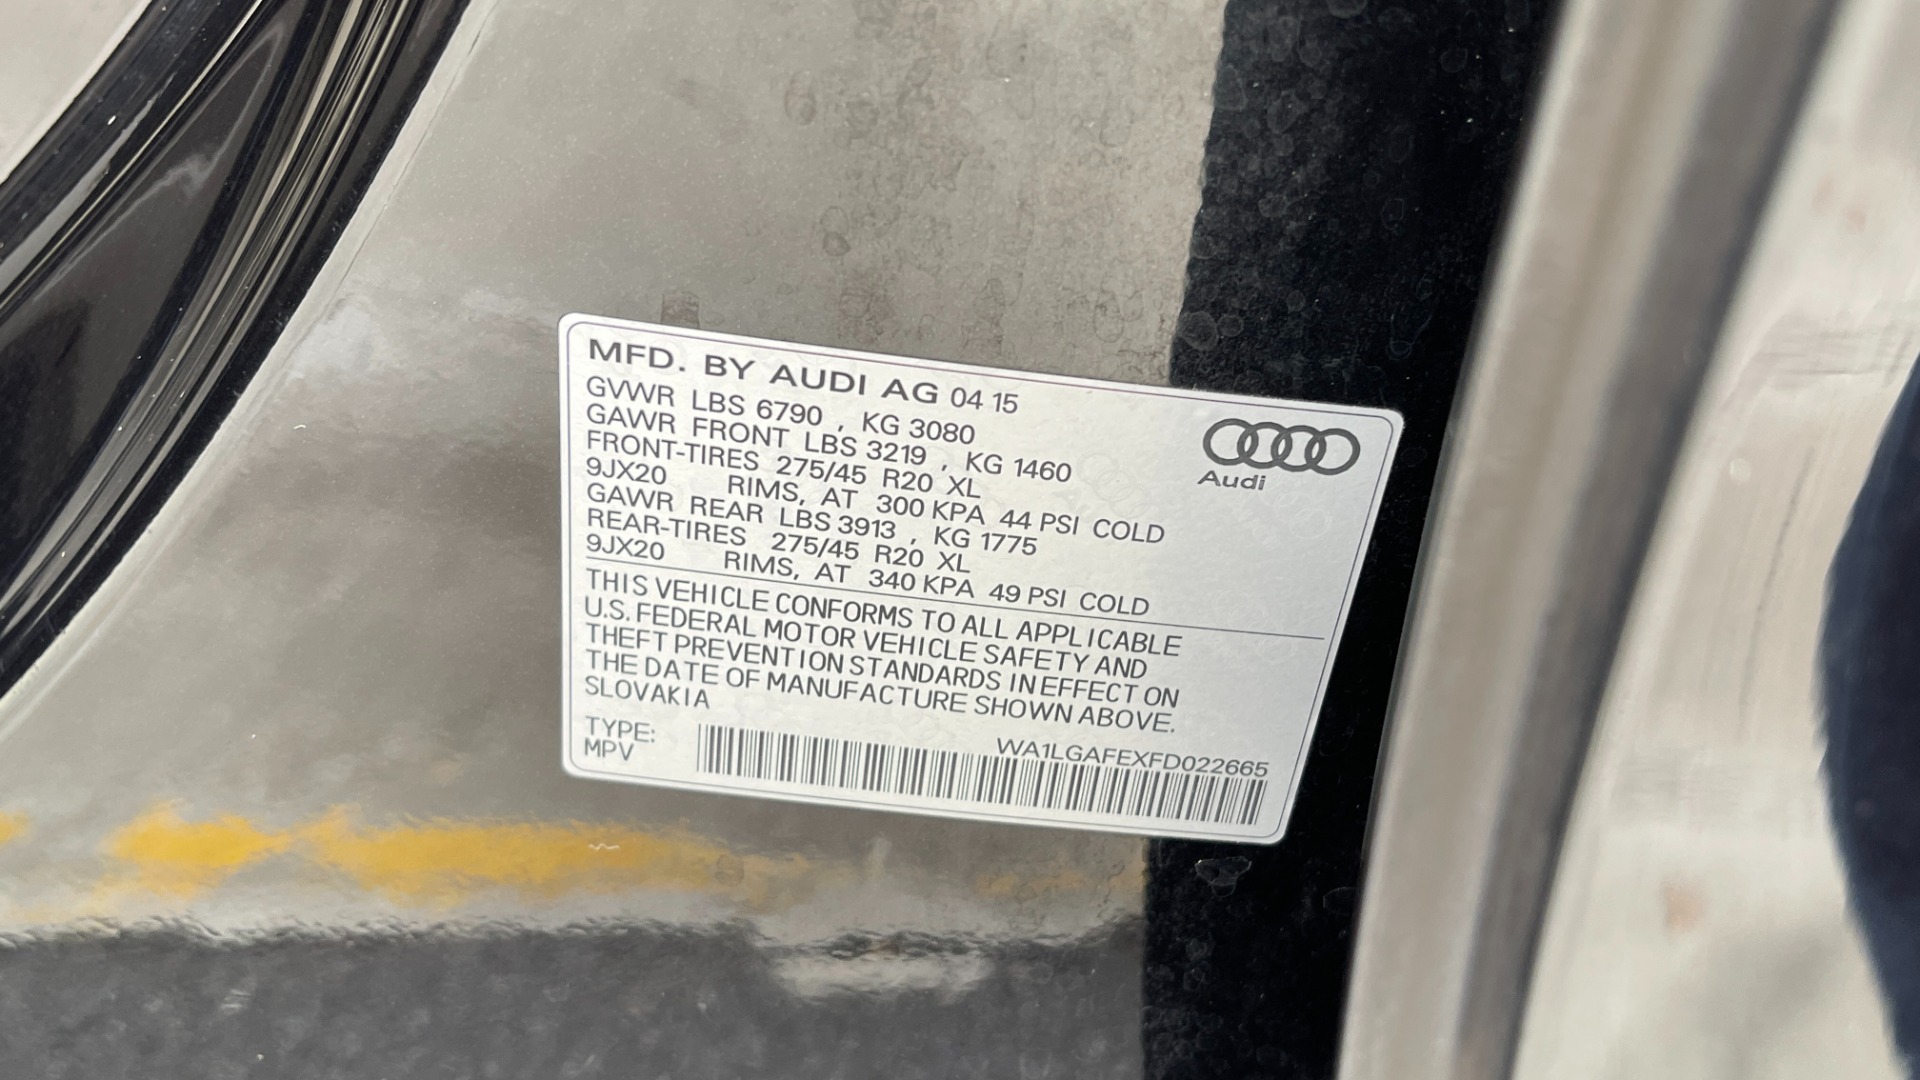 MFD. BY AUDI AG 04 15
GVWR LBS 6790 , KG 3080
GAWR FRONT LBS 3219 , KG 1460
FRONT-TIRES 275/45 R20 XL
9JX20 RIMS, AT 300 KPA 44 PSI COLD
GAWR REAR LBS 3913 , KG 1775
REAR-TIRES 275/45 R20 XL
9JX20 RIMS, AT 340 KPA 49 PSI COLD
Audi
THIS VEHICLE CONFORMS TO ALL APPLICABLE
U.S. FEDERAL MOTOR VEHICLE SAFETY AND
THEFT PREVENTION STANDARDS IN EFFECT ON
THE DATE OF MANUFACTURE SHOWN ABOVE.
SLOVAKIA
TYPE:
MPV
WA1LGAFEXFD022665